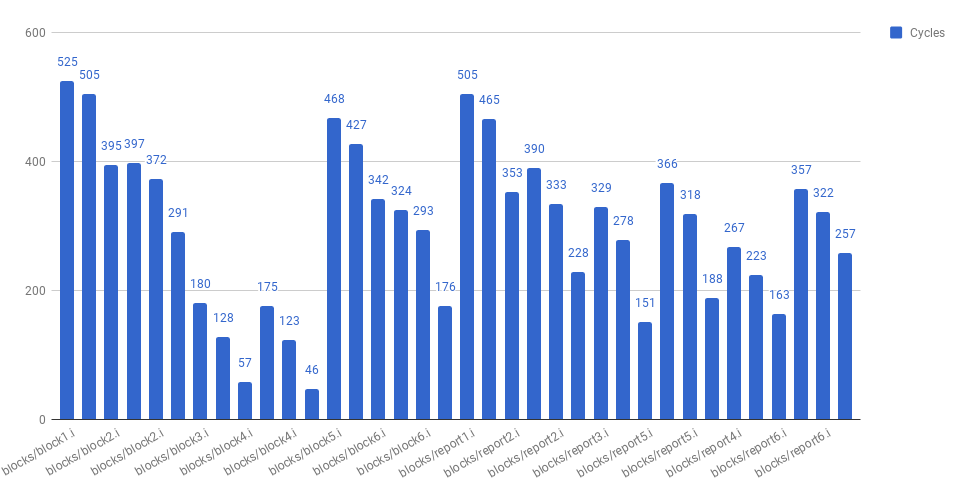 600
400
200
0
Cycles
525
505
395
397
372
291
180
128
57
175
123
46
468
427
342
324
293
176
505
465
353
390
333
228
329
278
151
366
318
188
267
223
163
357
322
257
blocks/block1.i
blocks/block2.i
blocks/block2.i
blocks/block3.i
blocks/block4.i
blocks/block4.i
blocks/block5.i
blocks/block6.i
blocks/block6.i
blocks/report1.i
blocks/report2.i
blocks/report2.i
blocks/report3.i
blocks/report5.i
blocks/report5.i
blocks/report4.i
blocks/report6.i
blocks/report6.i